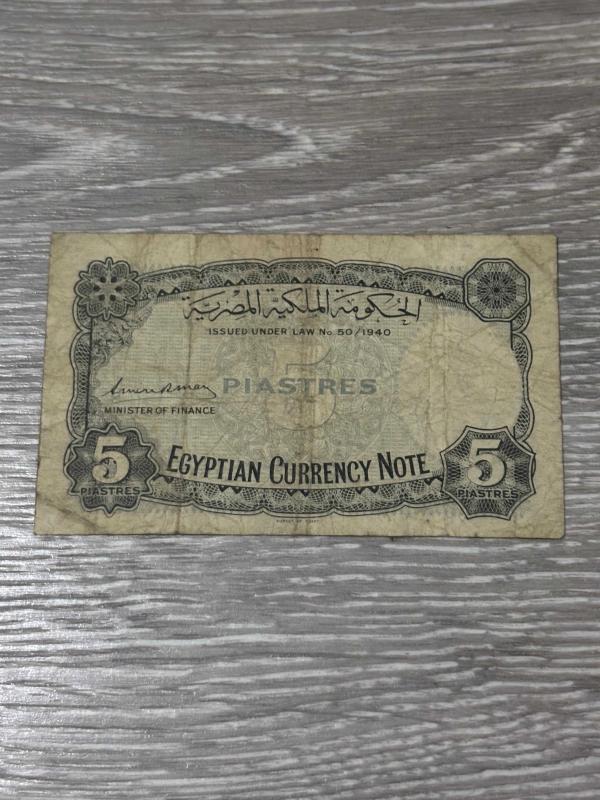 الحكومة الملكية المصرية
ISSUED UNDER LAW No 50/1940
5
PIASTRES
MINISTER OF FINANCE
5
PIASTRES
EGYPTIAN CURRENCY NOTE
5
PIASTRES